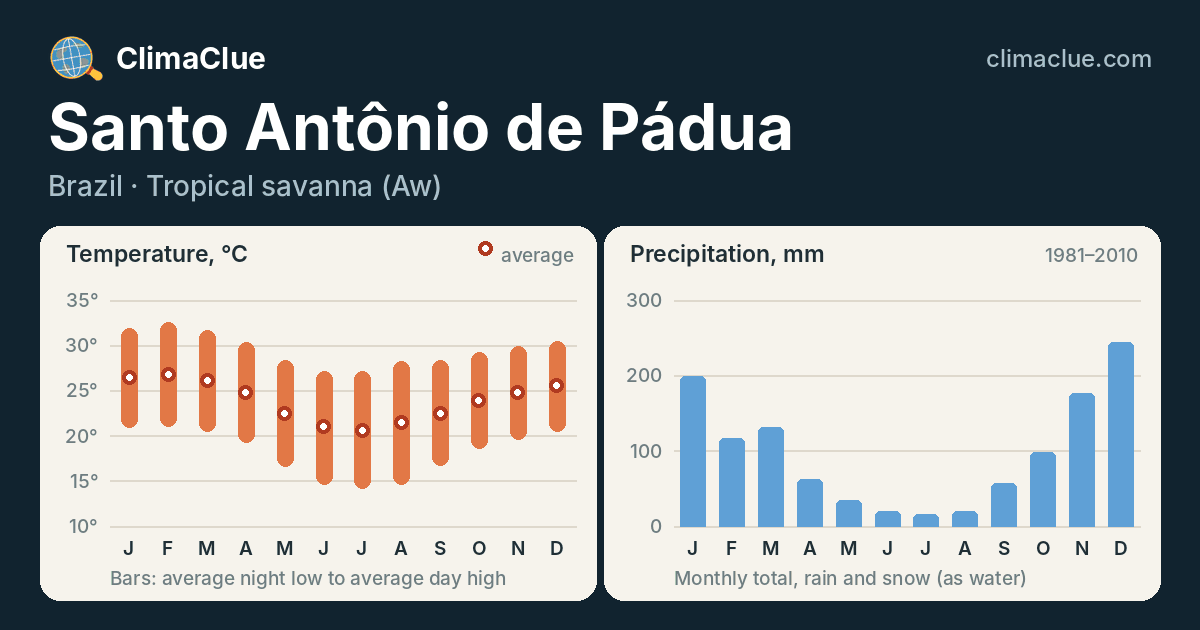 ClimaClue
climaclue.com
Santo Antônio de Pádua
Brazil · Tropical savanna (Aw)
Temperature, °C
average
35°
30°
25°
20°
15°
10°
J F M A M J J A S O N D
Bars: average night low to average day high
Precipitation, mm
1981–2010
300
200
100
0
J F M A M J J A S O N D
Monthly total, rain and snow (as water)